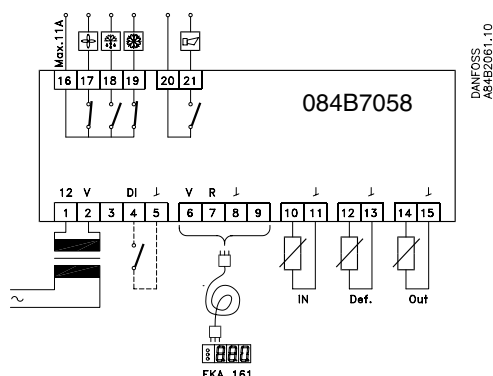 Max.11A
16 17 18 19 20 21
084B7058
DANFOSS
A84B2061.10
12 V DI ⊥ V R ⊥ ⊥ ⊥ ⊥
1 2 3 4 5 6 7 8 9 10 11 12 13 14 15
IN Def. Out
888
EKA 161